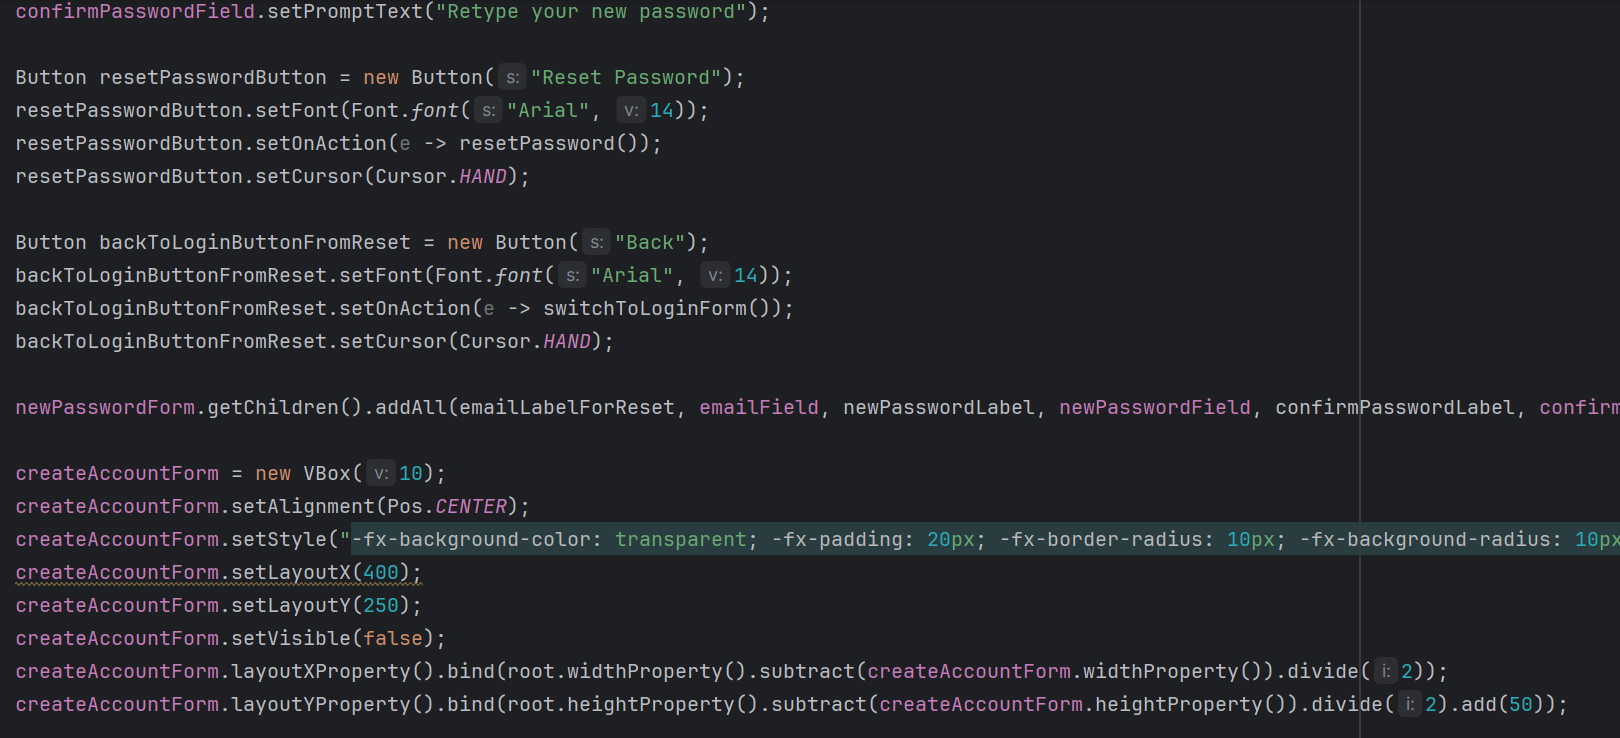 confirmPasswordField.setPromptText("Retype your new password");
Button resetPasswordButton = new Button( s: "Reset Password");
resetPasswordButton.setFont(Font.font( s: "Arial", v: 14));
resetPasswordButton.setOnAction(e -> resetPassword());
resetPasswordButton.setCursor(Cursor.HAND);
Button backToLoginButtonFromReset = new Button( s: "Back");
backToLoginButtonFromReset.setFont(Font.font( s: "Arial", v: 14));
backToLoginButtonFromReset.setOnAction(e -> switchToLoginForm());
backToLoginButtonFromReset.setCursor(Cursor.HAND);
newPasswordForm.getChildren().addAll(emailLabelForReset, emailField, newPasswordLabel, newPasswordField, confirmPasswordLabel, confirm
createAccountForm = new VBox( v: 10);
createAccountForm.setAlignment(Pos.CENTER);
createAccountForm.setStyle("-fx-background-color: transparent; -fx-padding: 20px; -fx-border-radius: 10px; -fx-background-radius: 10px
createAccountForm.setLayoutX(400);
createAccountForm.setLayoutY(250);
createAccountForm.setVisible(false);
createAccountForm.layoutXProperty().bind(root.widthProperty().subtract(createAccountForm.widthProperty()).divide( i: 2));
createAccountForm.layoutYProperty().bind(root.heightProperty().subtract(createAccountForm.heightProperty()).divide( i: 2).add(50));